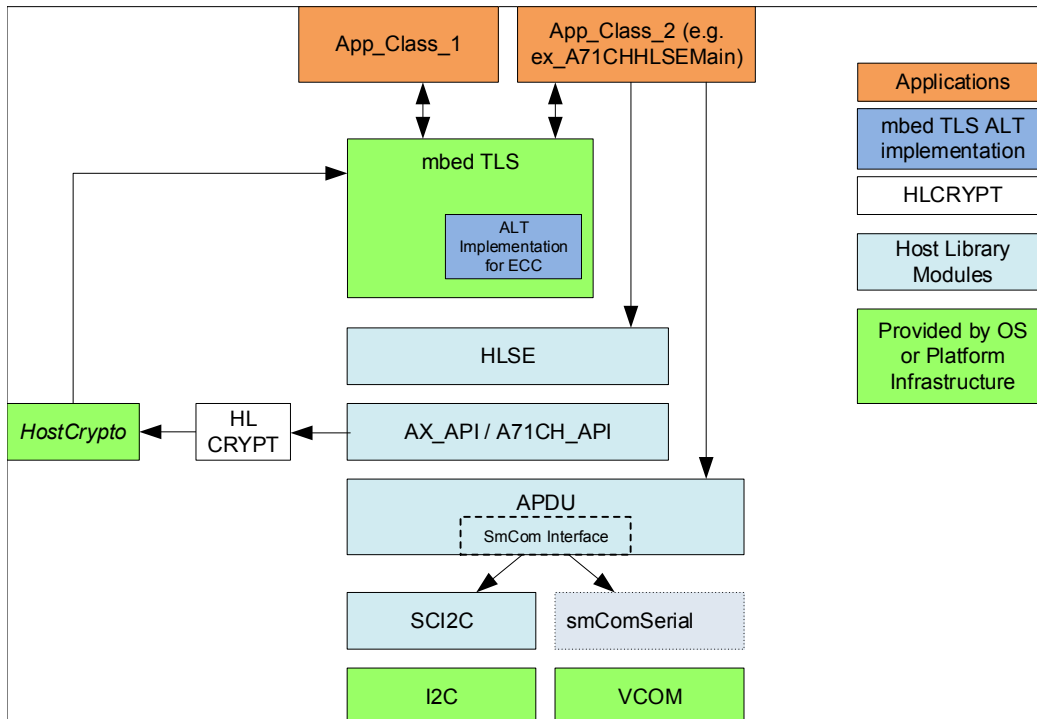 App_Class_1
App_Class_2 (e.g.
ex_A71CHHLSEMain)
mbed TLS
ALT
Implementation
for ECC
HLSE
HostCrypto
HL
CRYPT
AX_API / A71CH_API
APDU
SmCom Interface
SCI2C
smComSerial
I2C
VCOM
Applications
mbed TLS ALT
implementation
HLCRYPT
Host Library
Modules
Provided by OS
or Platform
Infrastructure